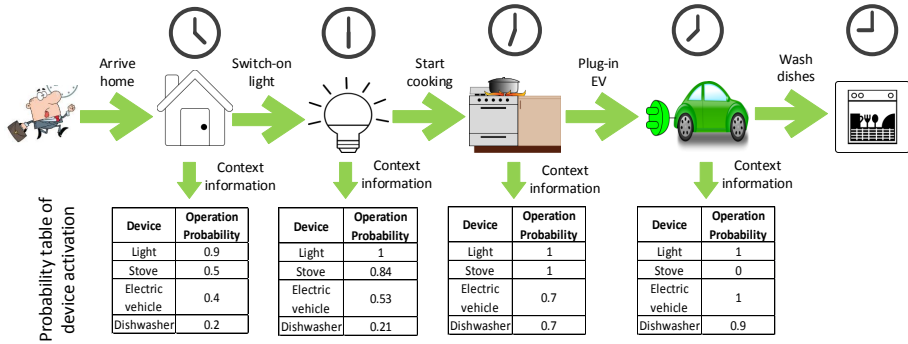 Arrive
home
Switch-on
light
Start
cooking
Plug-in
EV
Wash
dishes
Context
information
Context
information
Context
information
Context
information
Probability table of
device activation
Device Operation
Probability
Light 0.9
Stove 0.5
Electric
vehicle 0.4
Dishwasher 0.2
Device Operation
Probability
Light 1
Stove 0.84
Electric
vehicle 0.53
Dishwasher 0.21
Device Operation
Probability
Light 1
Stove 1
Electric
vehicle 0.7
Dishwasher 0.7
Device Operation
Probability
Light 1
Stove 0
Electric
vehicle 1
Dishwasher 0.9